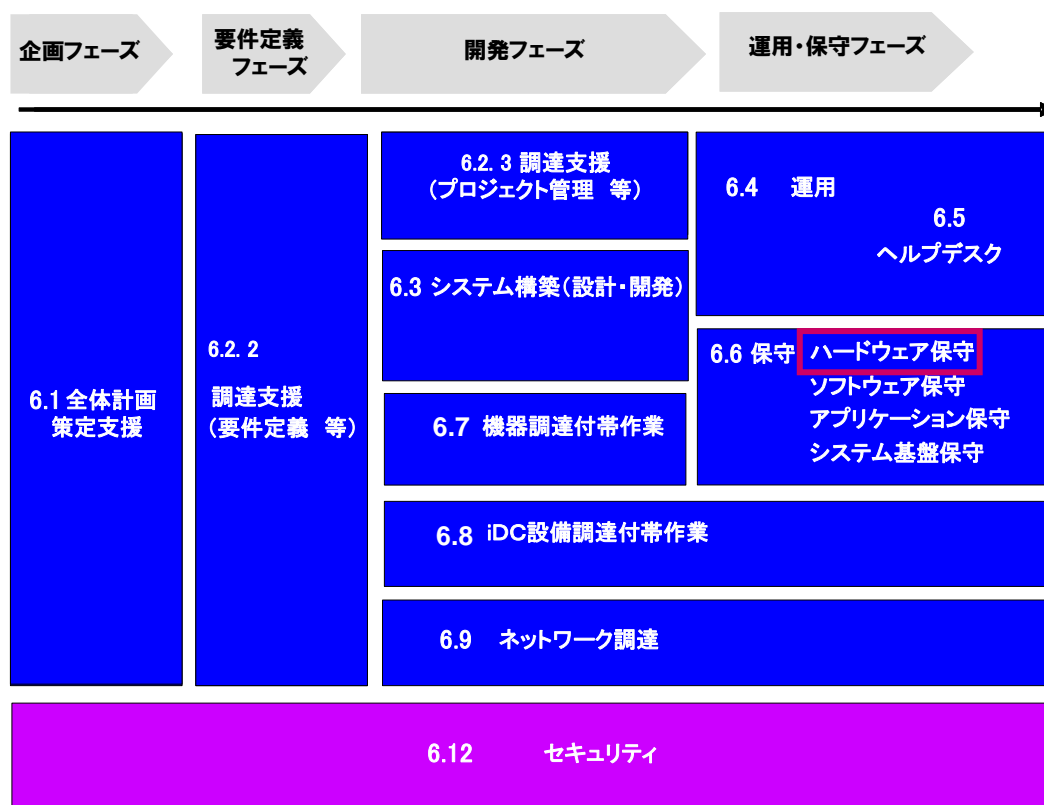 企画フェーズ
要件定義
フェーズ
開発フェーズ
運用・保守フェーズ
6.1 全体計画
策定支援
6.2.2
調達支援
（要件定義　等）
6.2.3 調達支援
（プロジェクト管理　等）
6.3 システム構築（設計・開発）
6.7 機器調達付帯作業
6.4 運用
6.5
ヘルプデスク
6.6 保守 ハードウェア保守
ソフトウェア保守
アプリケーション保守
システム基盤保守
6.8 iDC設備調達付帯作業
6.9 ネットワーク調達
6.12 セキュリティ